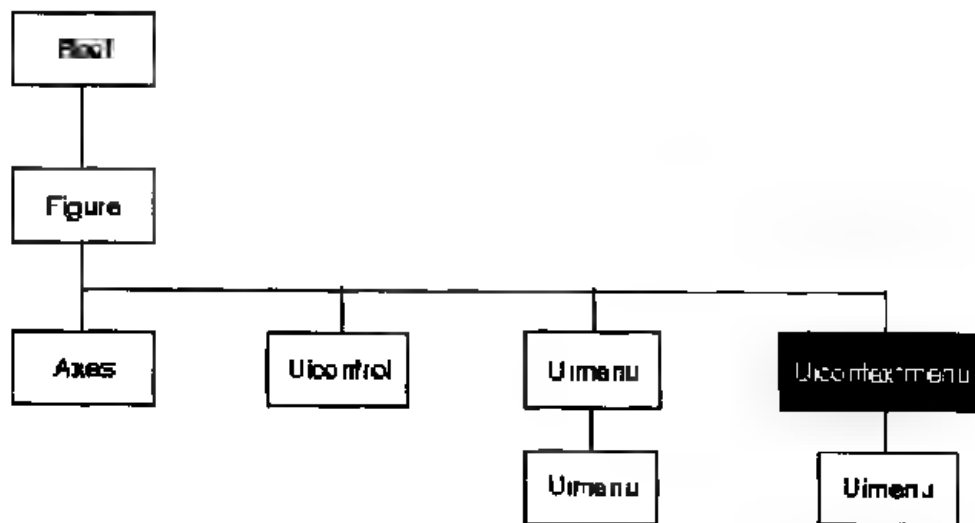 Root
Figure
Axes
Uicontrol
Uimenu
Uicontextmenu
Uimenu
Uimenu